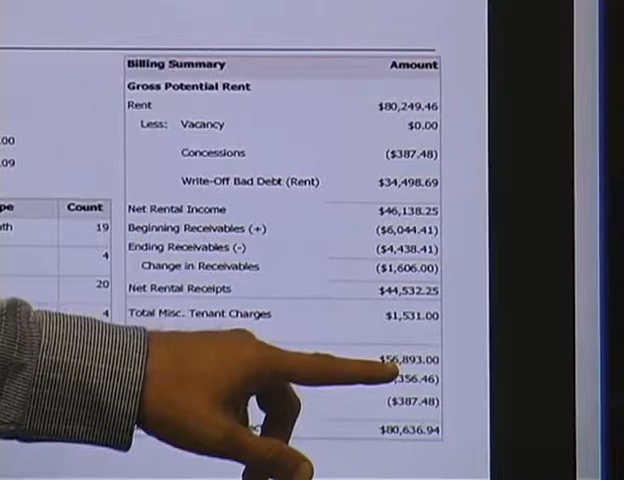 Billing Summary Amount
Gross Potential Rent
Rent $80,249.46
Less: Vacancy $0.00
.00
Concessions ($387.48)
.09
Write-Off Bad Debt (Rent) $34,498.69
Count
Net Rental Income $46,138.25
19 Beginning Receivables (+) ($6,044.41)
4 Ending Receivables (-) ($4,438.41)
Change in Receivables ($1,606.00)
20 Net Rental Receipts $44,532.25
4 Total Misc. Tenant Charges $1,531.00
$56,893.00
,356.46)
($387.48)
$80,636.94